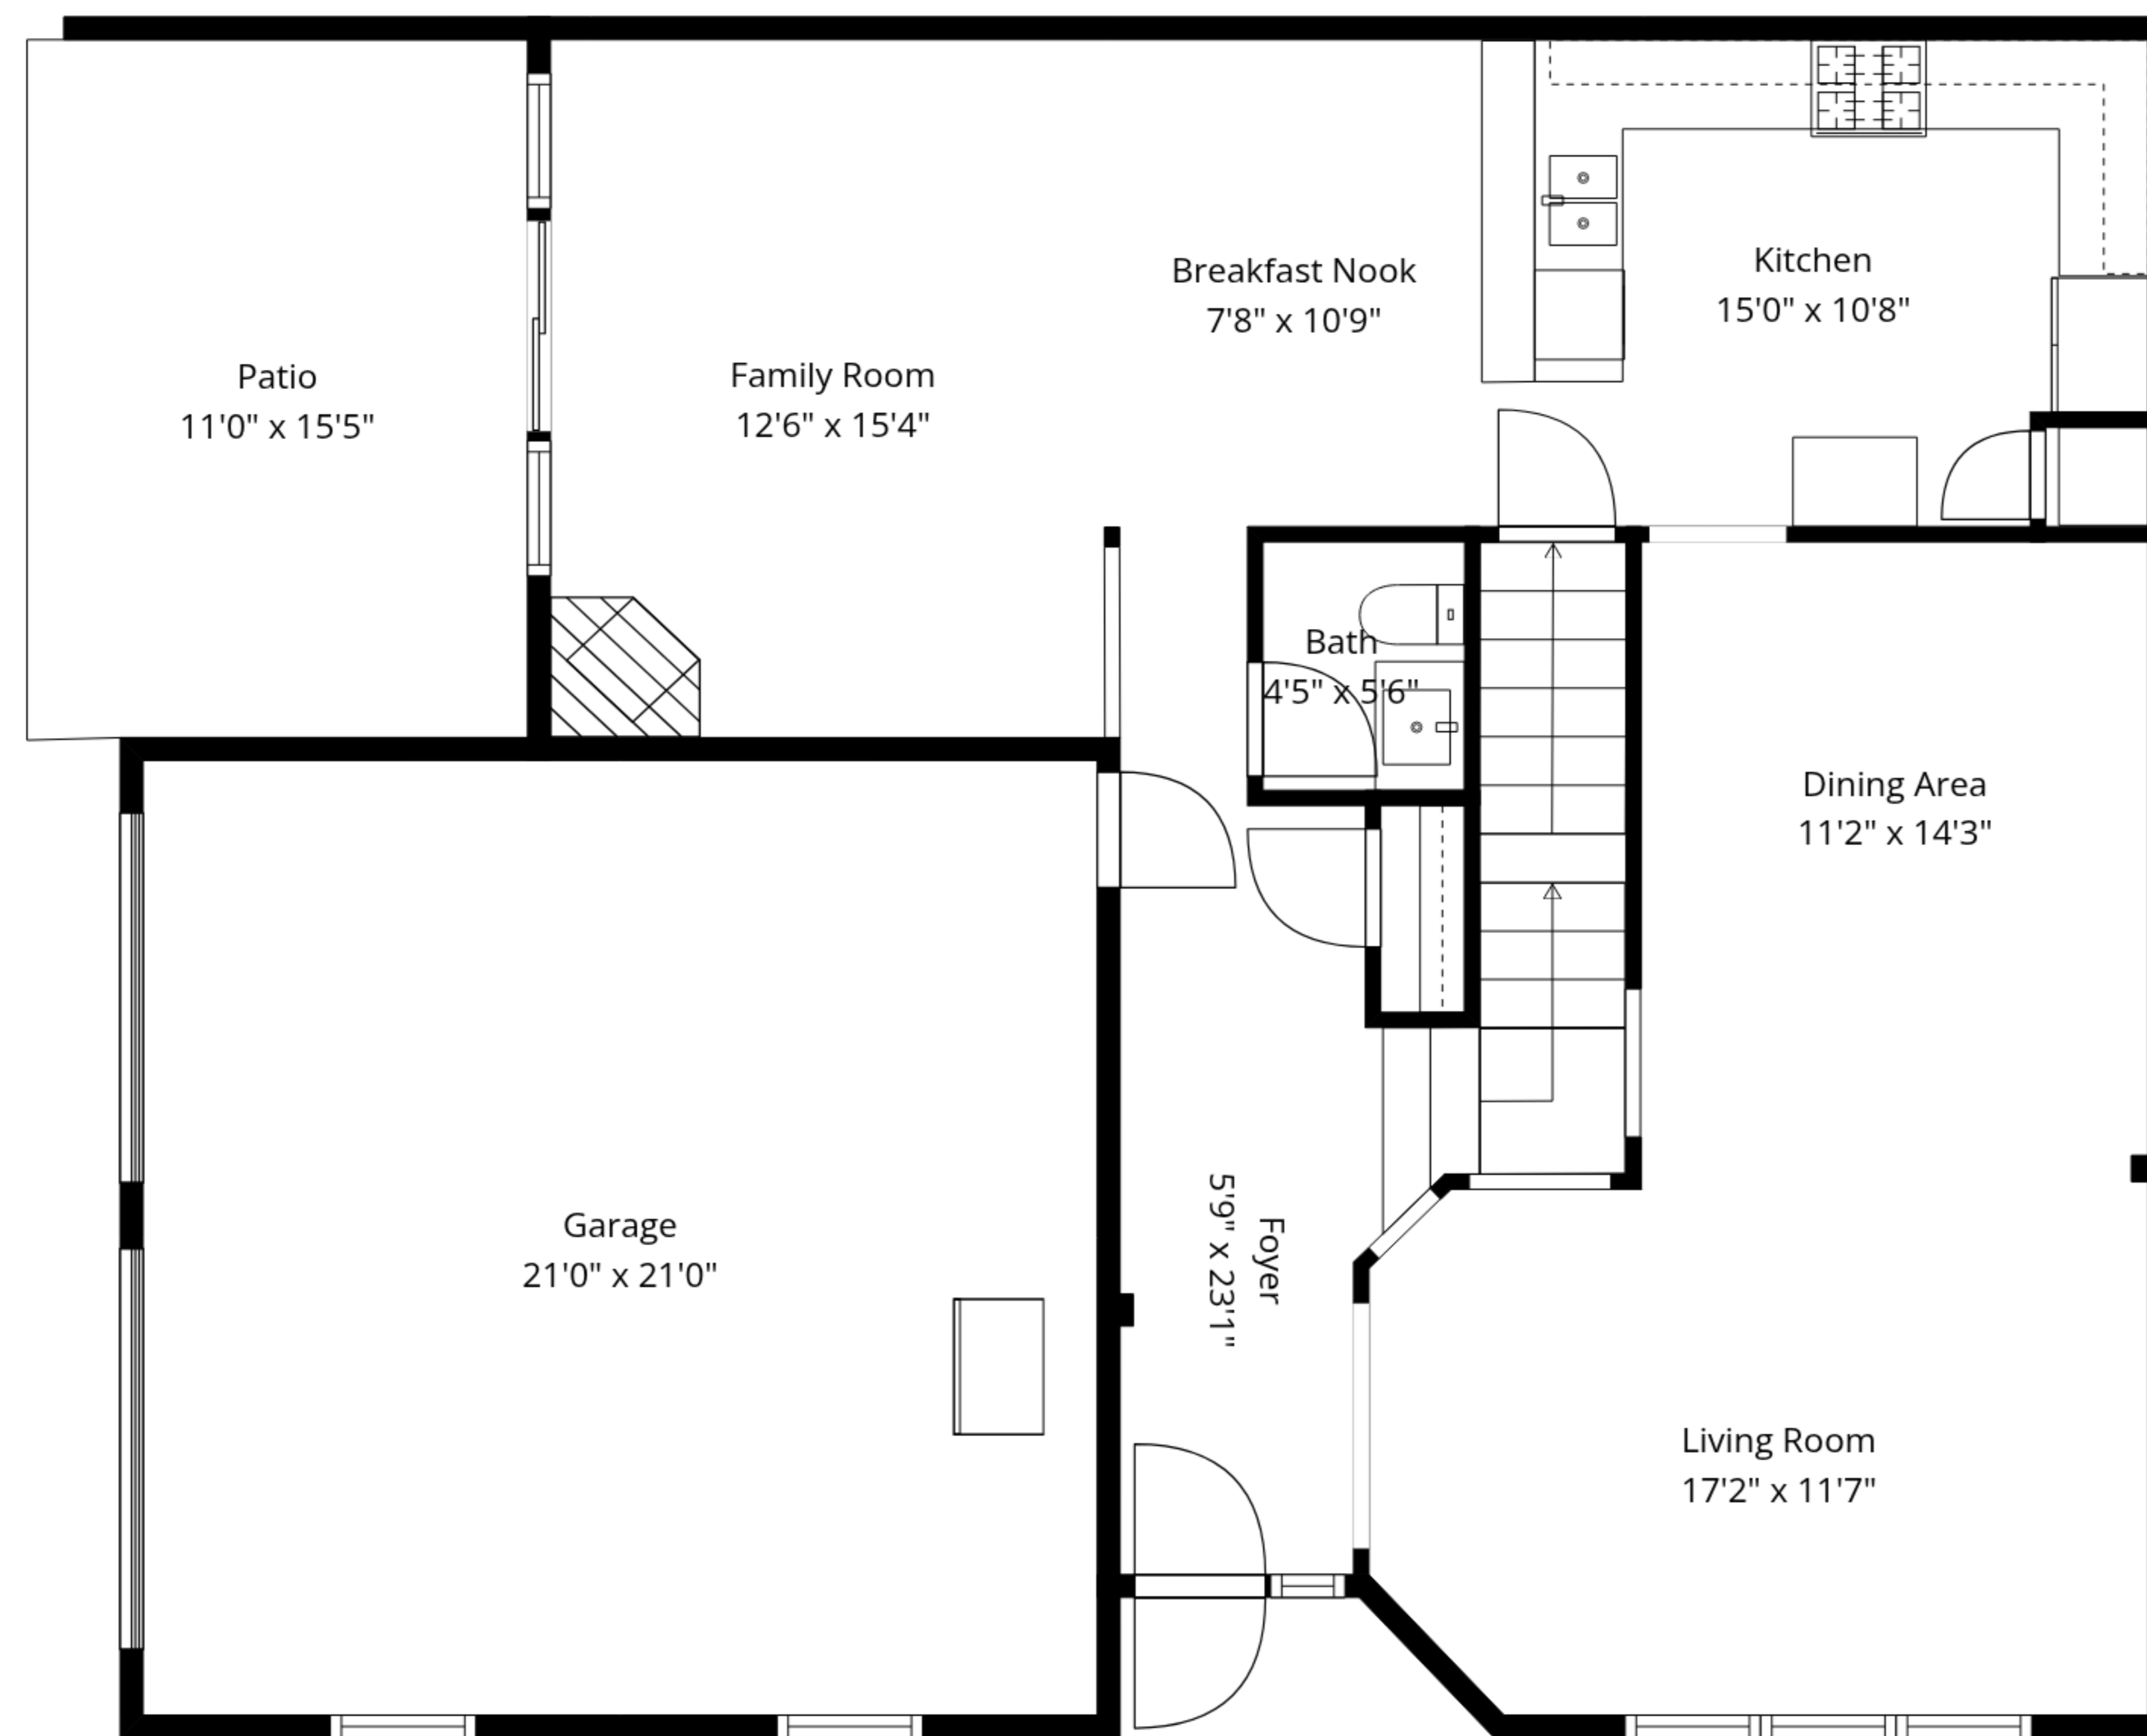 Breakfast Nook
7'8" x 10'9"
Kitchen
15'0" x 10'8"
Patio
11'0" x 15'5"
Family Room
12'6" x 15'4"
Bath
4'5" x 5'6"
Dining Area
11'2" x 14'3"
Garage
21'0" x 21'0"
Foyer
5'9" x 23'1"
Living Room
17'2" x 11'7"